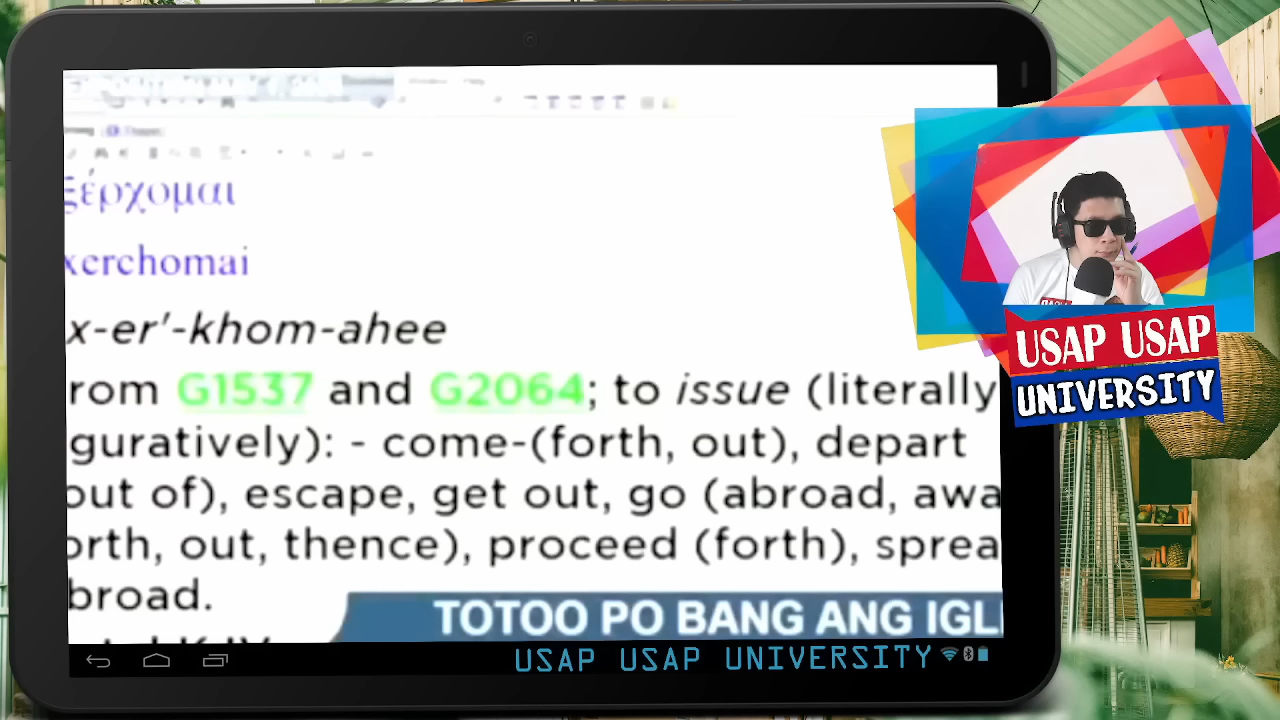 ξέρχομαι
xerchomai
x-er'-khom-ahee
rom G1537 and G2064; to issue (literally
guratively): - come-(forth, out), depart
out of), escape, get out, go (abroad, awa
orth, out, thence), proceed (forth), sprea
broad.
TOTOO PO BANG ANG IGL
USAP USAP UNIVERSITY
USAP USAP
UNIVERSITY